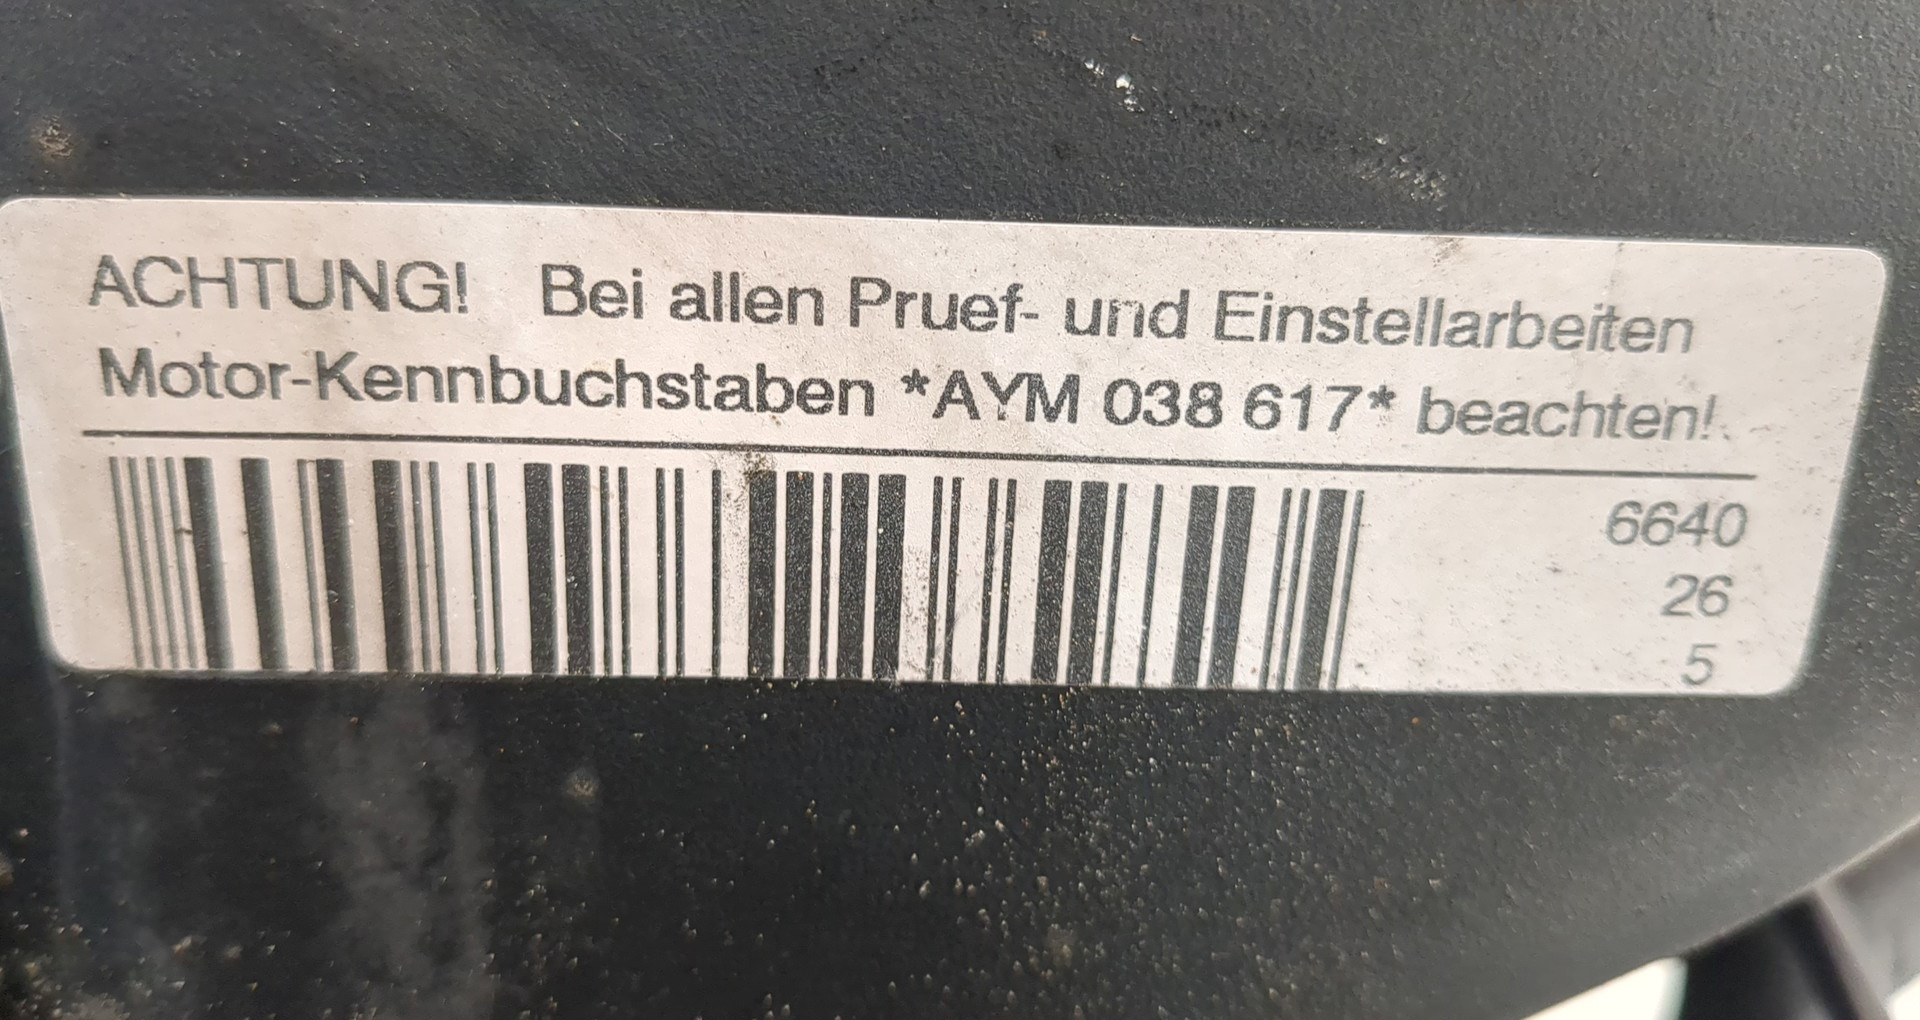 ACHTUNG! Bei allen Pruef- und Einstellarbeiten
Motor-Kennbuchstaben *AYM 038 617* beachten!
6640
26
5